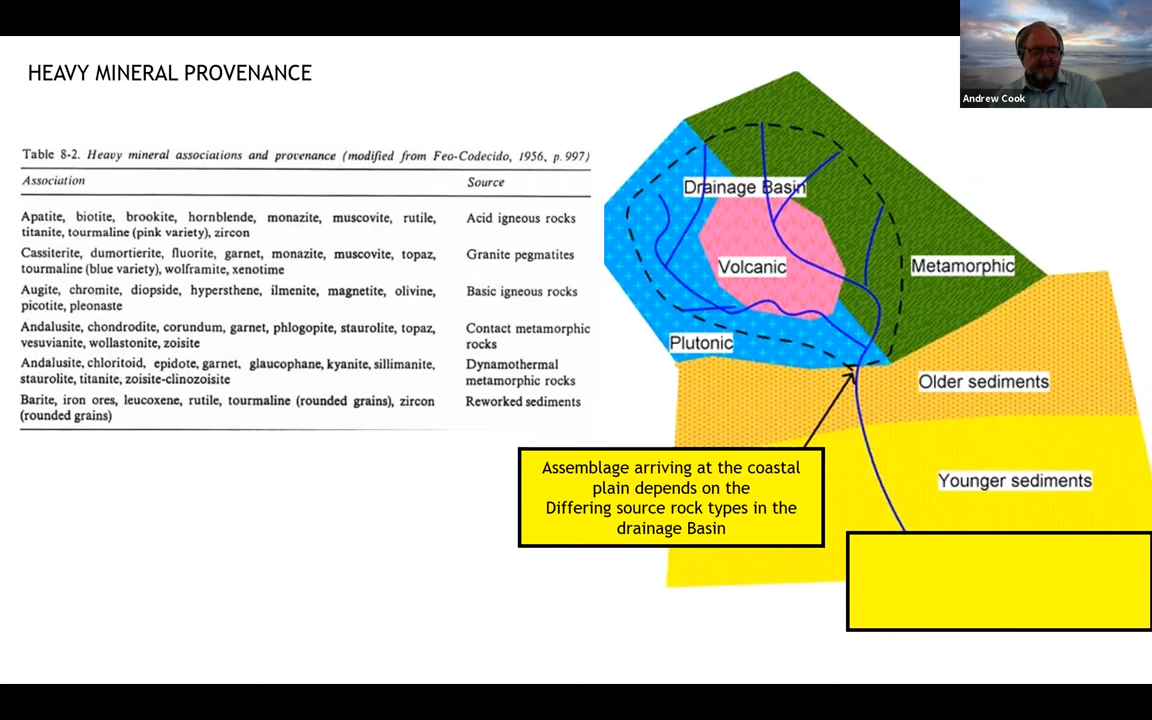 HEAVY MINERAL PROVENANCE
Andrew Cook
Table 8-2. Heavy mineral associations and provenance (modified from Feo-Codecido, 1956, p. 997)
Association Source
Apatite, biotite, brookite, hornblende, monazite, muscovite, rutile, Acid igneous rocks
titanite, tourmaline (pink variety), zircon
Cassiterite, dumortierite, fluorite, garnet, monazite, muscovite, topaz, Granite pegmatites
tourmaline (blue variety), wolframite, xenotime
Augite, chromite, diopside, hypersthene, ilmenite, magnetite, olivine, Basic igneous rocks
picotite, pleonaste
Andalusite, chondrodite, corundum, garnet, phlogopite, staurolite, topaz, Contact metamorphic
vesuvianite, wollastonite, zoisite rocks
Andalusite, chloritoid, epidote, garnet, glaucophane, kyanite, sillimanite, Dynamothermal
staurolite, titanite, zoisite-clinozoisite metamorphic rocks
Barite, iron ores, leucoxene, rutile, tourmaline (rounded grains), zircon Reworked sediments
(rounded grains)
Drainage Basin
Volcanic
Metamorphic
Plutonic
Older sediments
Younger sediments
Assemblage arriving at the coastal
plain depends on the
Differing source rock types in the
drainage Basin